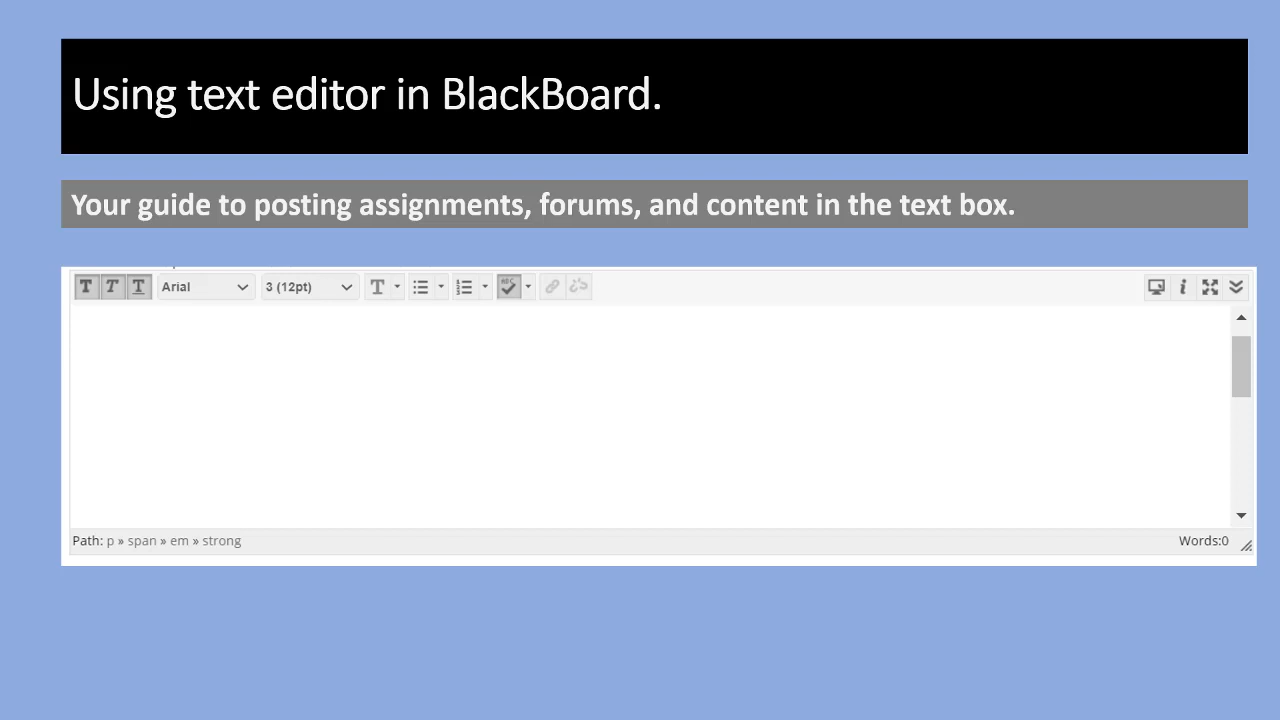 Using text editor in BlackBoard.
Your guide to posting assignments, forums, and content in the text box.
T T T Arial 3 (12pt) T ABC i
Path: p » span » em » strong Words:0